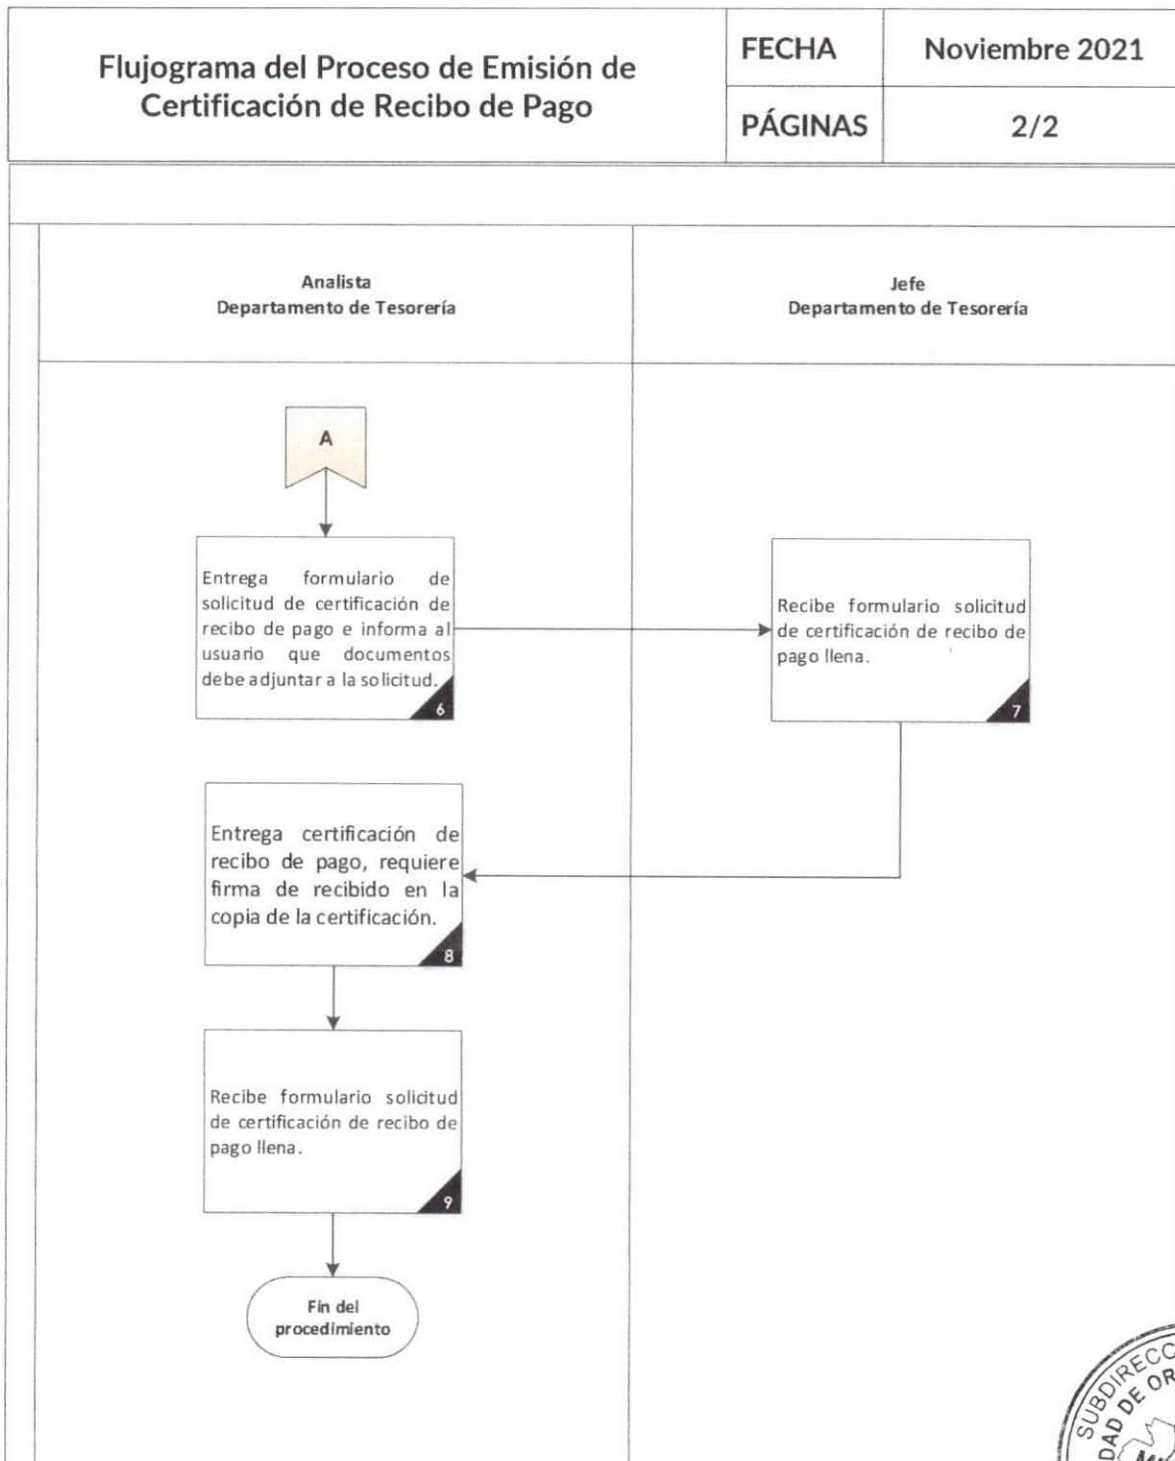 Flujograma del Proceso de Emisión de
Certificación de Recibo de Pago
FECHA
Noviembre 2021
PÁGINAS
2/2
Analista
Departamento de Tesorería
Jefe
Departamento de Tesorería
A
Entrega formulario de
solicitud de certificación de
recibo de pago e informa al
usuario que documentos
debe adjuntar a la solicitud.
6
Recibe formulario solicitud
de certificación de recibo de
pago llena.
7
Entrega certificación de
recibo de pago, requiere
firma de recibido en la
copia de la certificación.
8
Recibe formulario solicitud
de certificación de recibo de
pago llena.
9
Fin del
procedimiento
SUBDIRECC
DAD DE OR